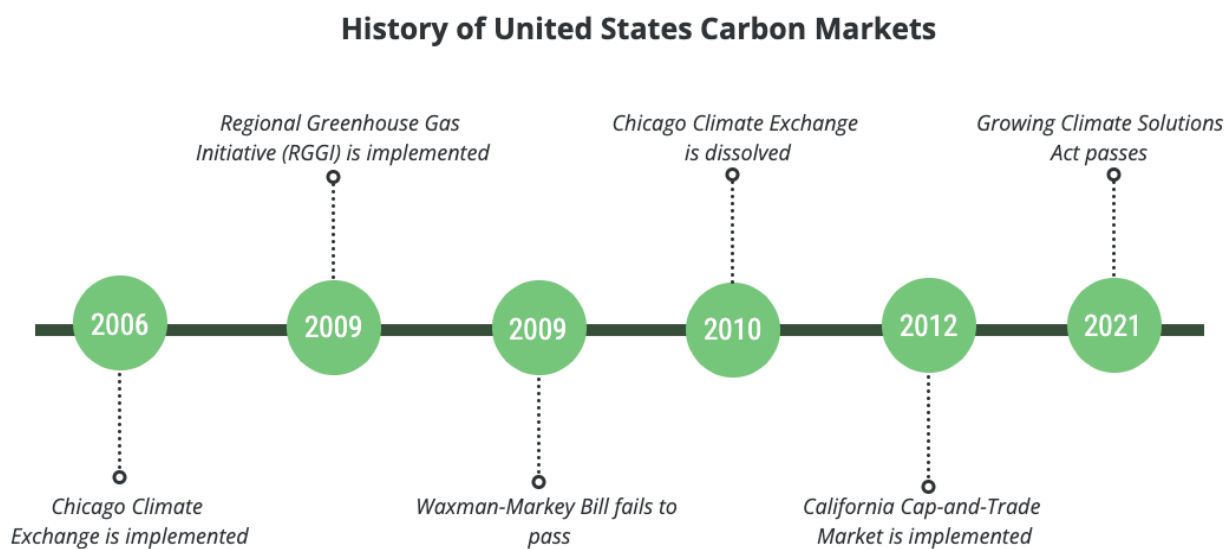 History of United States Carbon Markets
Regional Greenhouse Gas
Initiative (RGGI) is implemented
Chicago Climate Exchange
is dissolved
Growing Climate Solutions
Act passes
2006
2009
2009
2010
2012
2021
Chicago Climate
Exchange is implemented
Waxman-Markey Bill fails to
pass
California Cap-and-Trade
Market is implemented